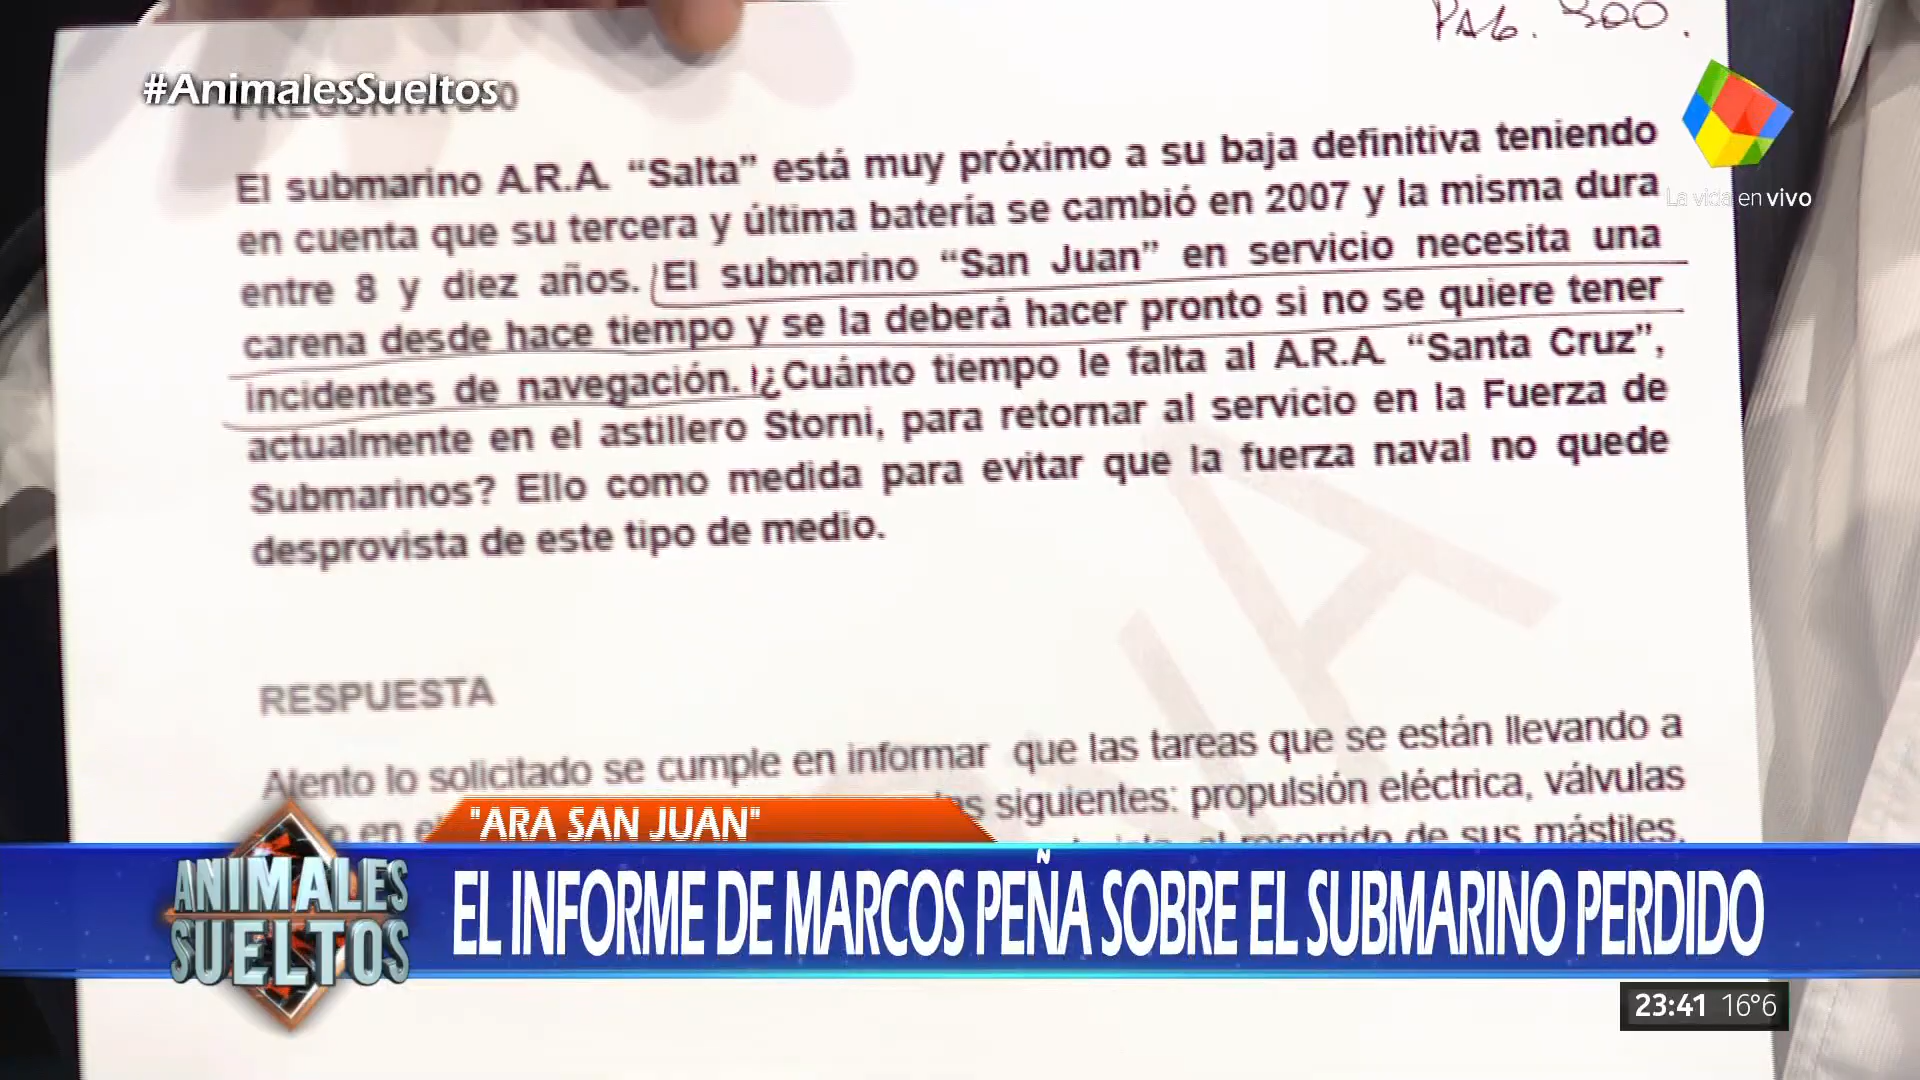 PAG. 300.
#AnimalesSueltos
El submarino A.R.A. “Salta” está muy próximo a su baja definitiva teniendo
en cuenta que su tercera y última batería se cambió en 2007 y la misma dura
entre 8 y diez años. El submarino “San Juan” en servicio necesita una
carena desde hace tiempo y se la deberá hacer pronto si no se quiere tener
incidentes de navegación. ¿Cuánto tiempo le falta al A.R.A. “Santa Cruz”,
actualmente en el astillero Storni, para retornar al servicio en la Fuerza de
Submarinos? Ello como medida para evitar que la fuerza naval no quede
desprovista de este tipo de medio.
La vida en vivo
RESPUESTA
Atento lo solicitado se cumple en informar que las tareas que se están llevando a
siguientes: propulsión eléctrica, válvulas
en el recorrido de sus mástiles,
"ARA SAN JUAN"
ANIMALES
SUELTOS
EL INFORME DE MARCOS PEÑA SOBRE EL SUBMARINO PERDIDO
23:41 16°6